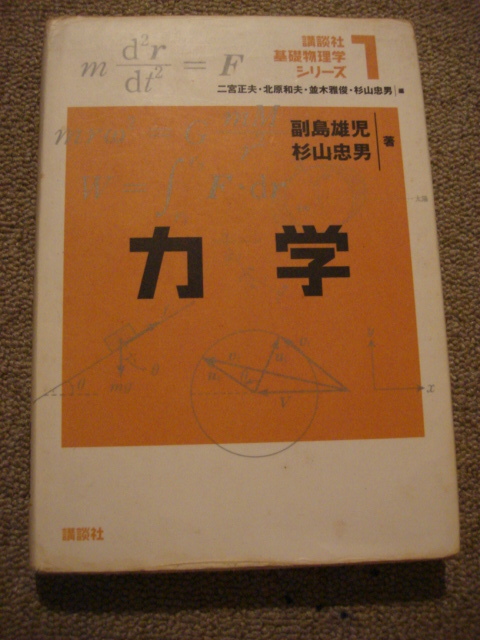 講談社
基礎物理学
シリーズ
1
二宮正夫・北原和夫・並木雅俊・杉山忠男 編
m d²r/dt² = F
副島雄児
杉山忠男
著
W = ∫ F · dr
力学
θ
mg
θ
V
x
講談社